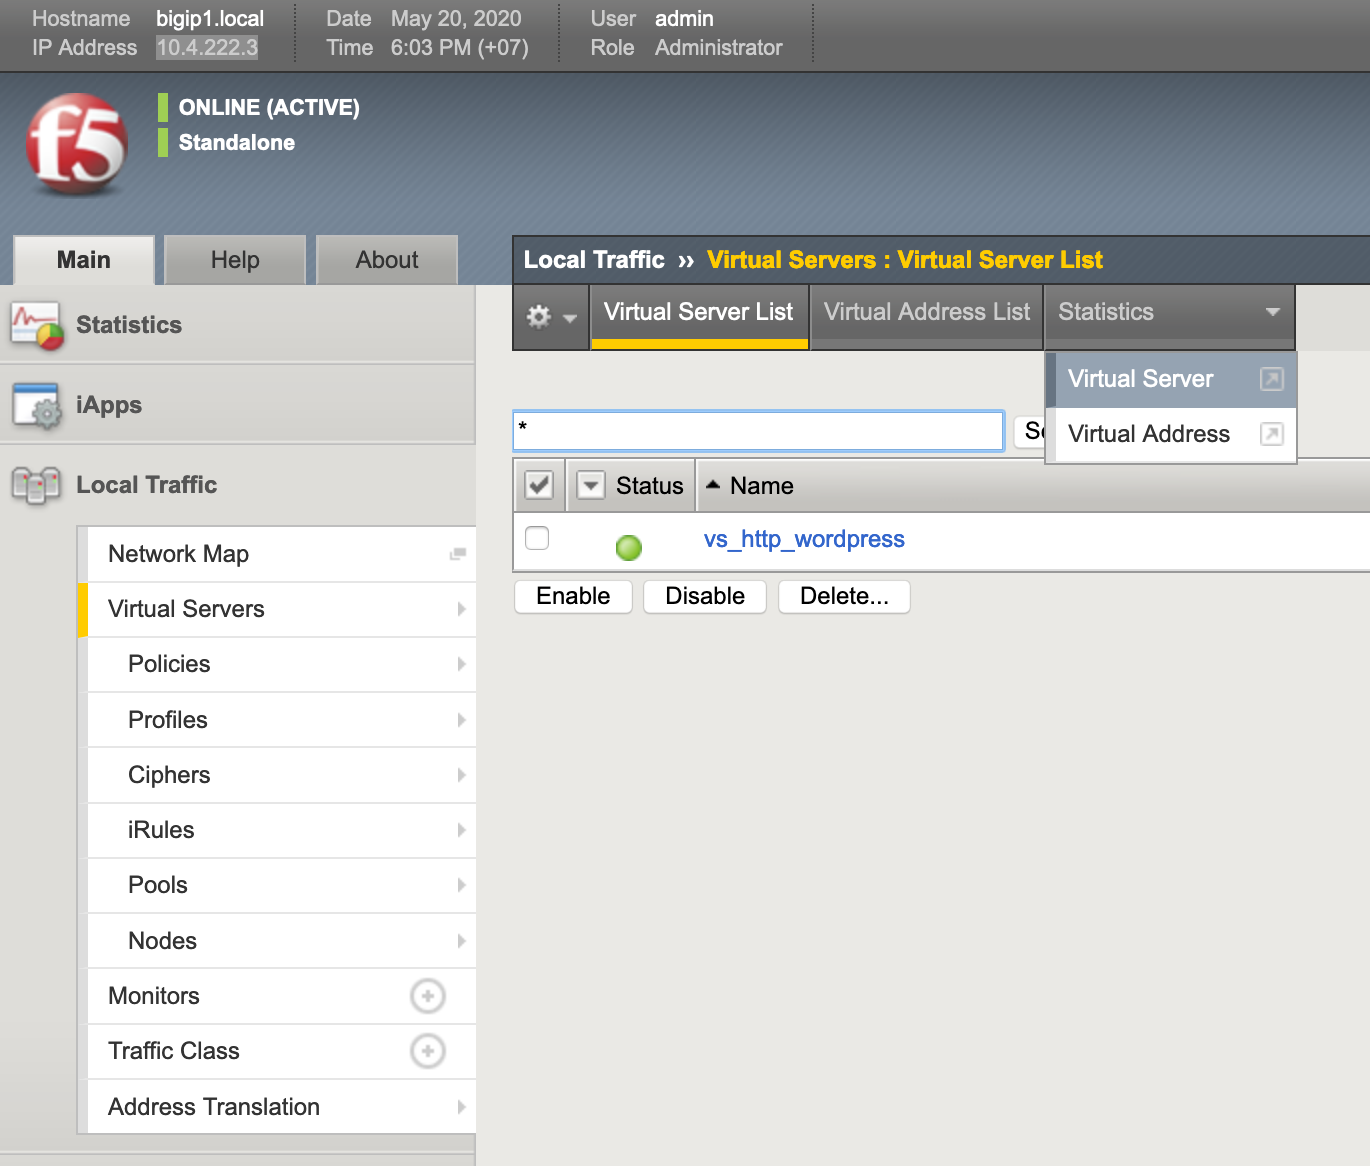 Hostname bigip1.local Date May 20, 2020 User admin
IP Address 10.4.222.3 Time 6:03 PM (+07) Role Administrator
f5
ONLINE (ACTIVE)
Standalone
Main Help About
Local Traffic ›› Virtual Servers : Virtual Server List
Virtual Server List Virtual Address List Statistics
Virtual Server
Virtual Address
*
Status Name
vs_http_wordpress
Enable Disable Delete...
Statistics
iApps
Local Traffic
Network Map
Virtual Servers
Policies
Profiles
Ciphers
iRules
Pools
Nodes
Monitors
Traffic Class
Address Translation